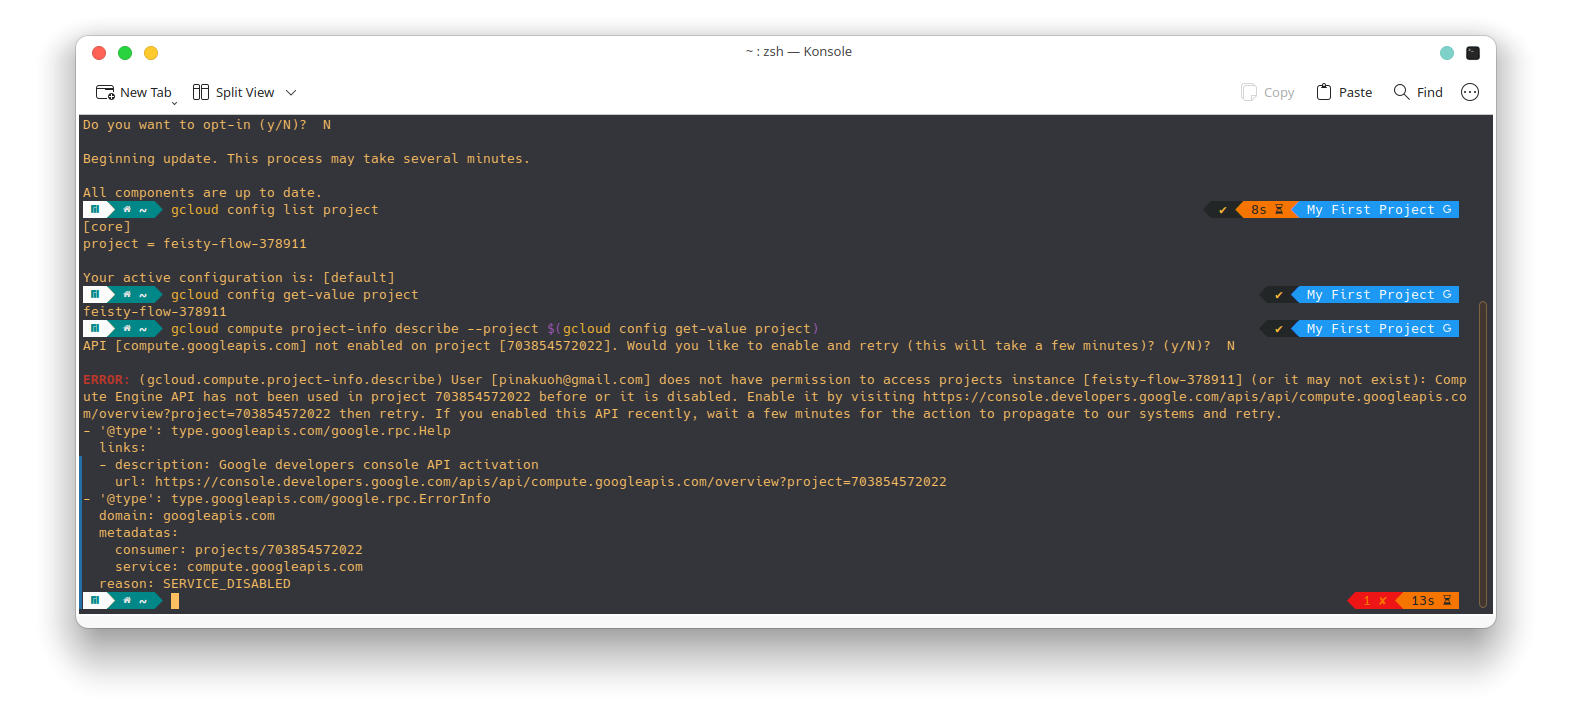 ~ : zsh — Konsole
New Tab Split View Copy Paste Find
Do you want to opt-in (y/N)?  N
Beginning update. This process may take several minutes.
All components are up to date.
~ gcloud config list project ✔ 8s My First Project G
[core]
project = feisty-flow-378911
Your active configuration is: [default]
~ gcloud config get-value project ✔ My First Project G
feisty-flow-378911
~ gcloud compute project-info describe --project $(gcloud config get-value project) ✔ My First Project G
API [compute.googleapis.com] not enabled on project [703854572022]. Would you like to enable and retry (this will take a few minutes)? (y/N)?  N
ERROR: (gcloud.compute.project-info.describe) User [pinakuoh@gmail.com] does not have permission to access projects instance [feisty-flow-378911] (or it may not exist): Comp
ute Engine API has not been used in project 703854572022 before or it is disabled. Enable it by visiting https://console.developers.google.com/apis/api/compute.googleapis.co
m/overview?project=703854572022 then retry. If you enabled this API recently, wait a few minutes for the action to propagate to our systems and retry.
- '@type': type.googleapis.com/google.rpc.Help
  links:
  - description: Google developers console API activation
    url: https://console.developers.google.com/apis/api/compute.googleapis.com/overview?project=703854572022
- '@type': type.googleapis.com/google.rpc.ErrorInfo
  domain: googleapis.com
  metadatas:
    consumer: projects/703854572022
    service: compute.googleapis.com
  reason: SERVICE_DISABLED
~ 1 ✘ 13s